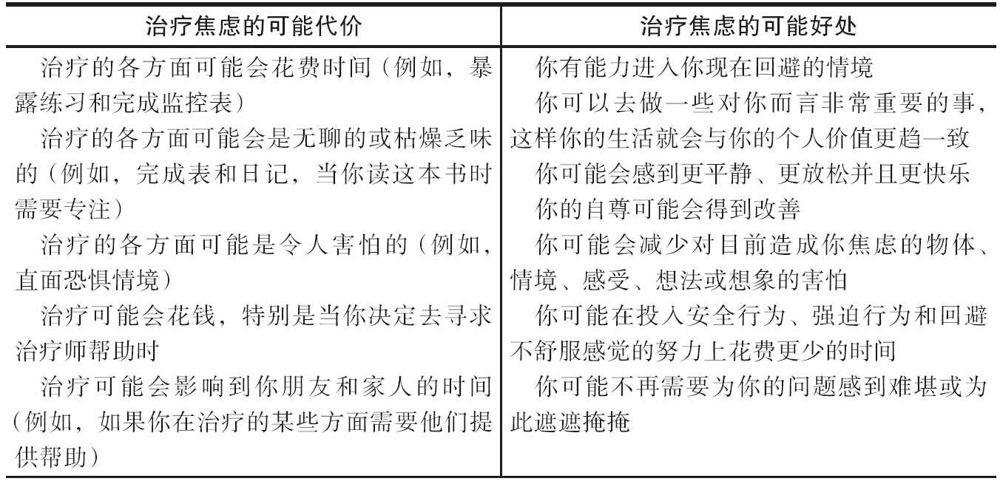 治疗焦虑的可能代价
治疗的各方面可能会花费时间（例如，暴
露练习和完成监控表）
治疗的各方面可能会是无聊的或枯燥乏味
的（例如，完成表和日记，当你读这本书时
需要专注）
治疗的各方面可能是令人害怕的（例如，
直面恐惧情境）
治疗可能会花钱，特别是当你决定去寻求
治疗师帮助时
治疗可能会影响到你朋友和家人的时间
（例如，如果你在治疗的某些方面需要他们提
供帮助）
治疗焦虑的可能好处
你有能力进入你现在回避的情境
你可以去做一些对你而言非常重要的事，
这样你的生活就会与你的个人价值更趋一致
你可能会感到更平静、更放松并且更快乐
你的自尊可能会得到改善
你可能会减少对目前造成你焦虑的物体、
情境、感受、想法或想象的害怕
你可能在投入安全行为、强迫行为和回避
不舒服感觉的努力上花费更少的时间
你可能不再需要为你的问题感到难堪或为
此遮遮掩掩